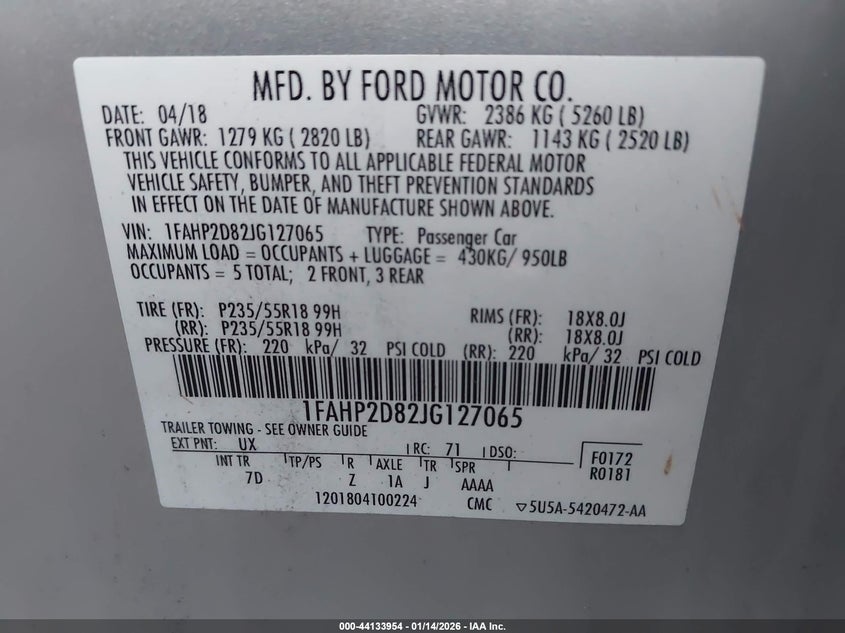 MFD. BY FORD MOTOR CO.
DATE: 04/18 GVWR: 2386 KG ( 5260 LB)
FRONT GAWR: 1279 KG ( 2820 LB) REAR GAWR: 1143 KG ( 2520 LB)
THIS VEHICLE CONFORMS TO ALL APPLICABLE FEDERAL MOTOR
VEHICLE SAFETY, BUMPER, AND THEFT PREVENTION STANDARDS
IN EFFECT ON THE DATE OF MANUFACTURE SHOWN ABOVE.
VIN: 1FAHP2D82JG127065 TYPE: Passenger Car
MAXIMUM LOAD = OCCUPANTS + LUGGAGE = 430KG/ 950LB
OCCUPANTS = 5 TOTAL; 2 FRONT, 3 REAR
TIRE (FR): P235/55R18 99H RIMS (FR): 18X8.0J
(RR): P235/55R18 99H (RR): 18X8.0J
PRESSURE (FR): 220 kPa/ 32 PSI COLD (RR): 220 kPa/ 32 PSI COLD
1FAHP2D82JG127065
TRAILER TOWING - SEE OWNER GUIDE
EXT PNT: UX RC: 71 DSO: F0172
INT TR TP/PS R AXLE TR SPR R0181
7D Z 1A J AAAA
1201804100224 CMC ▽5U5A-5420472-AA
000-44133954 - 01/14/2026 - IAA Inc.